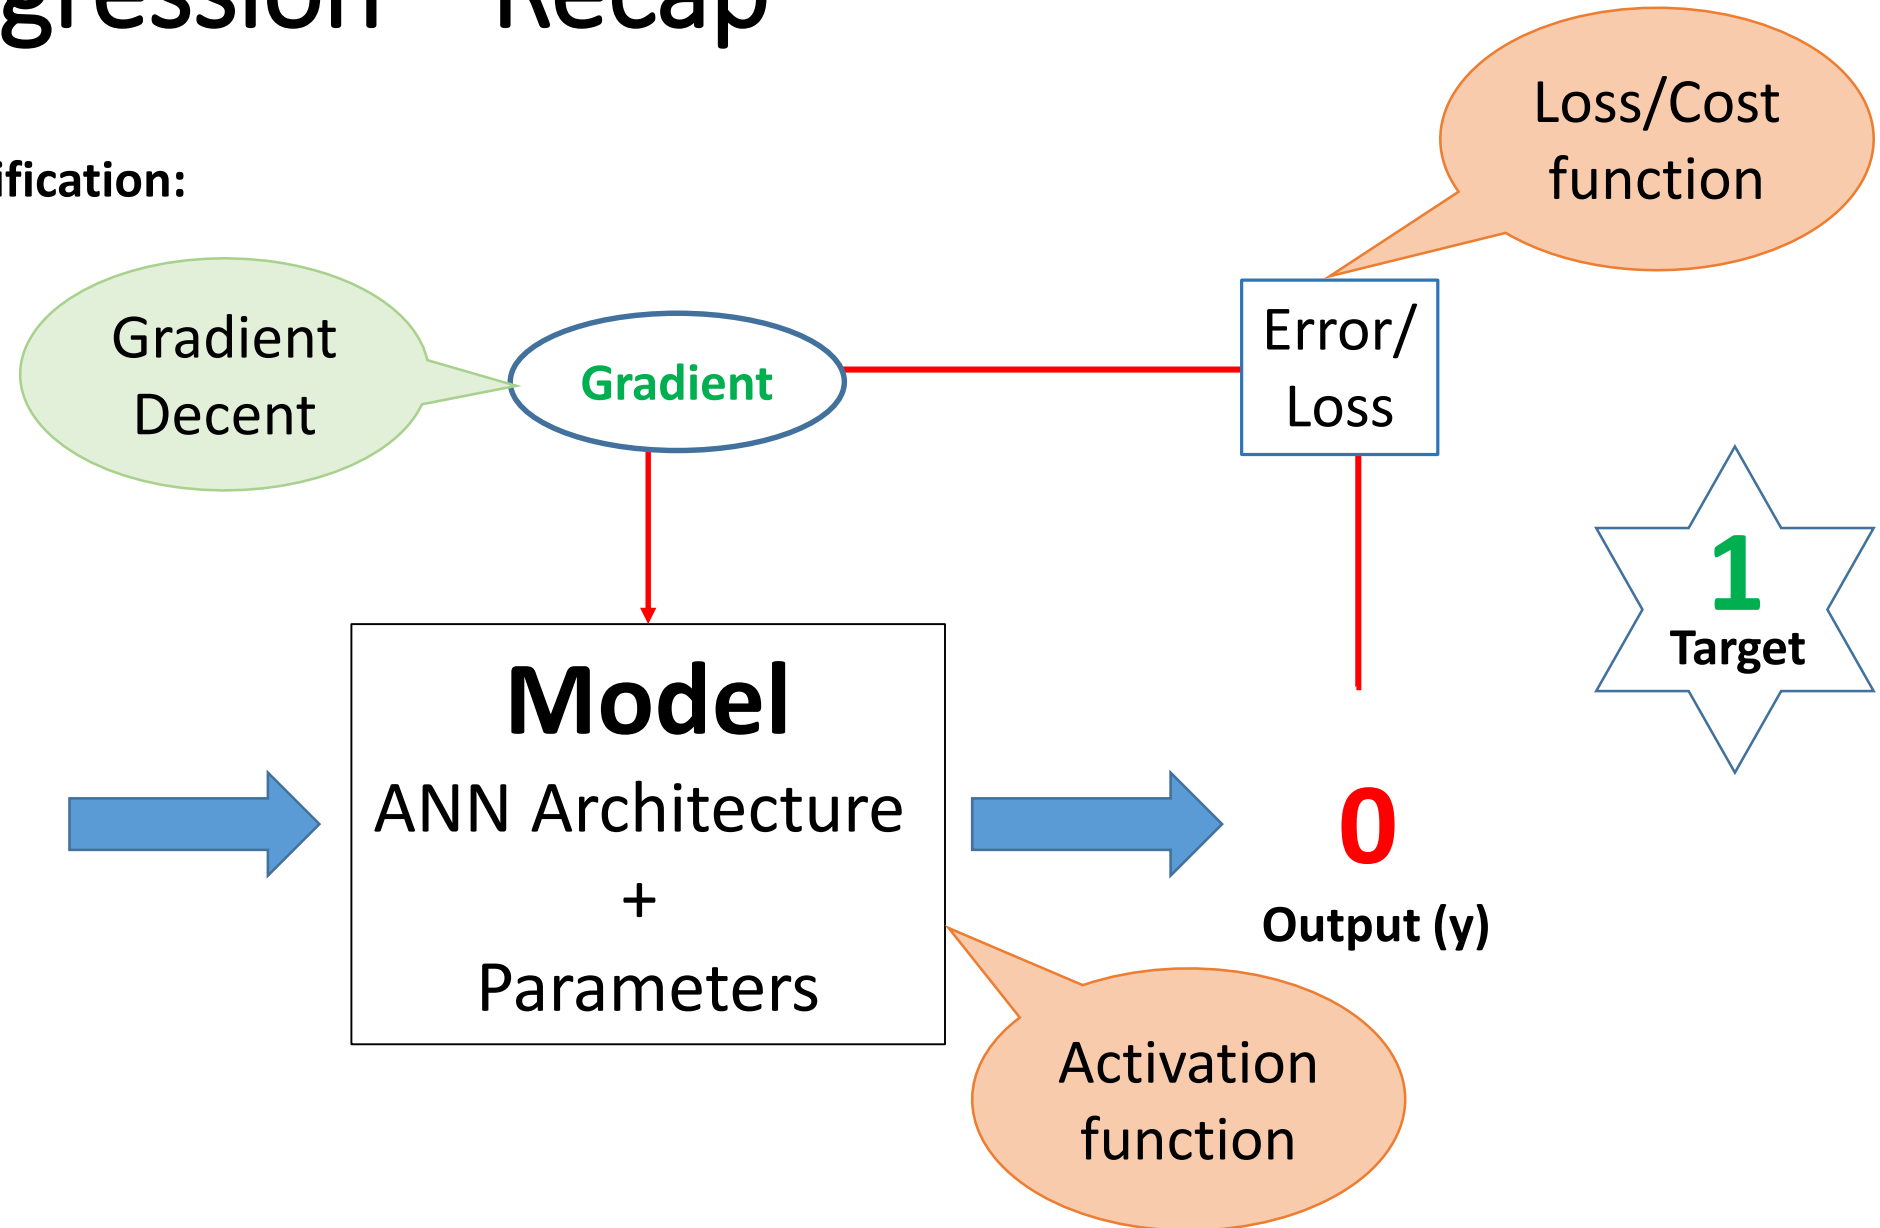 gression Recap
ification:
Loss/Cost
function
Gradient
Decent
Gradient
Error/
Loss
1
Target
Model
ANN Architecture
+
Parameters
0
Output (y)
Activation
function